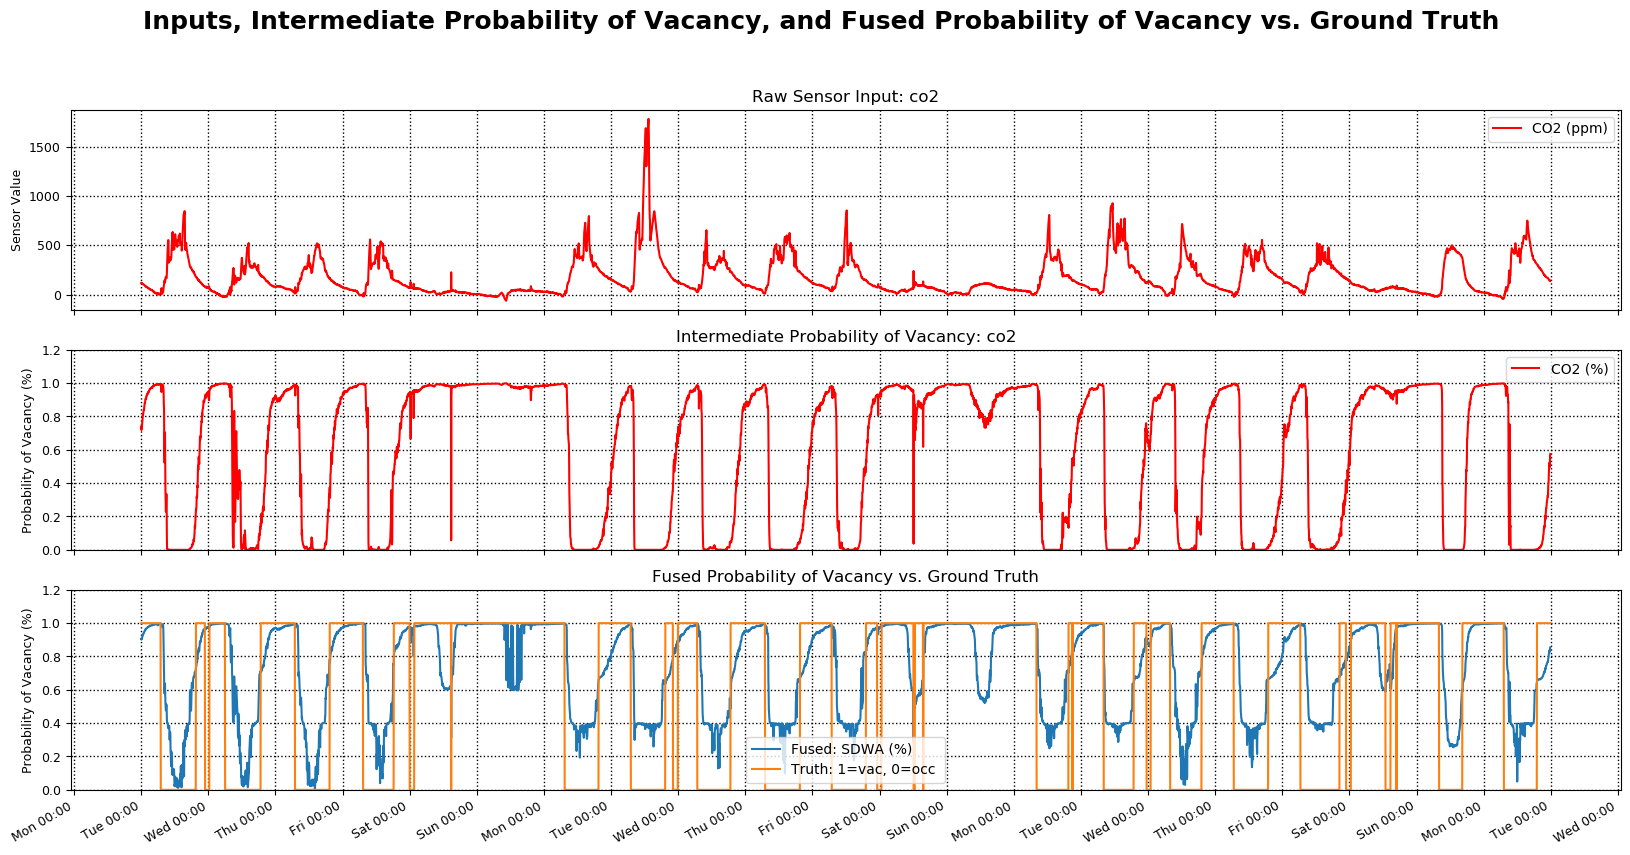 Inputs, Intermediate Probability of Vacancy, and Fused Probability of Vacancy vs. Ground Truth
Raw Sensor Input: co2
Sensor Value
1500
1000
500
0
CO2 (ppm)
Intermediate Probability of Vacancy: co2
Probability of Vacancy (%)
1.2
1.0
0.8
0.6
0.4
0.2
0.0
CO2 (%)
Fused Probability of Vacancy vs. Ground Truth
Probability of Vacancy (%)
1.2
1.0
0.8
0.6
0.4
0.2
0.0
Fused: SDWA (%)
Truth: 1=vac, 0=occ
Mon 00:00
Tue 00:00
Wed 00:00
Thu 00:00
Fri 00:00
Sat 00:00
Sun 00:00
Mon 00:00
Tue 00:00
Wed 00:00
Thu 00:00
Fri 00:00
Sat 00:00
Sun 00:00
Mon 00:00
Tue 00:00
Wed 00:00
Thu 00:00
Fri 00:00
Sat 00:00
Sun 00:00
Mon 00:00
Tue 00:00
Wed 00:00